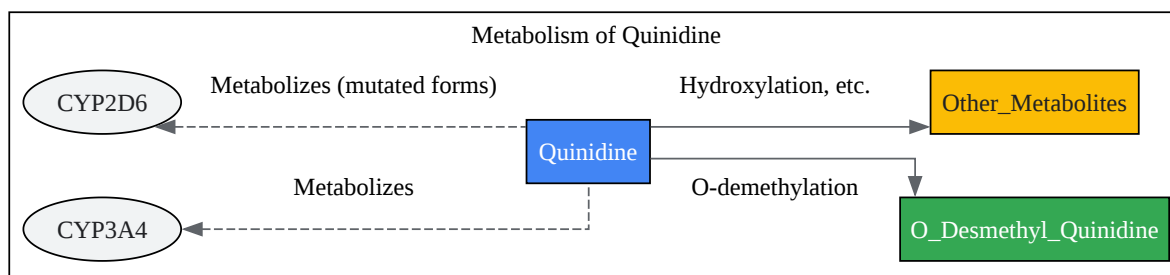 Metabolism of Quinidine
CYP2D6
Metabolizes (mutated forms)
Hydroxylation, etc.
Other_Metabolites
Quinidine
CYP3A4
Metabolizes
O-demethylation
O_Desmethyl_Quinidine